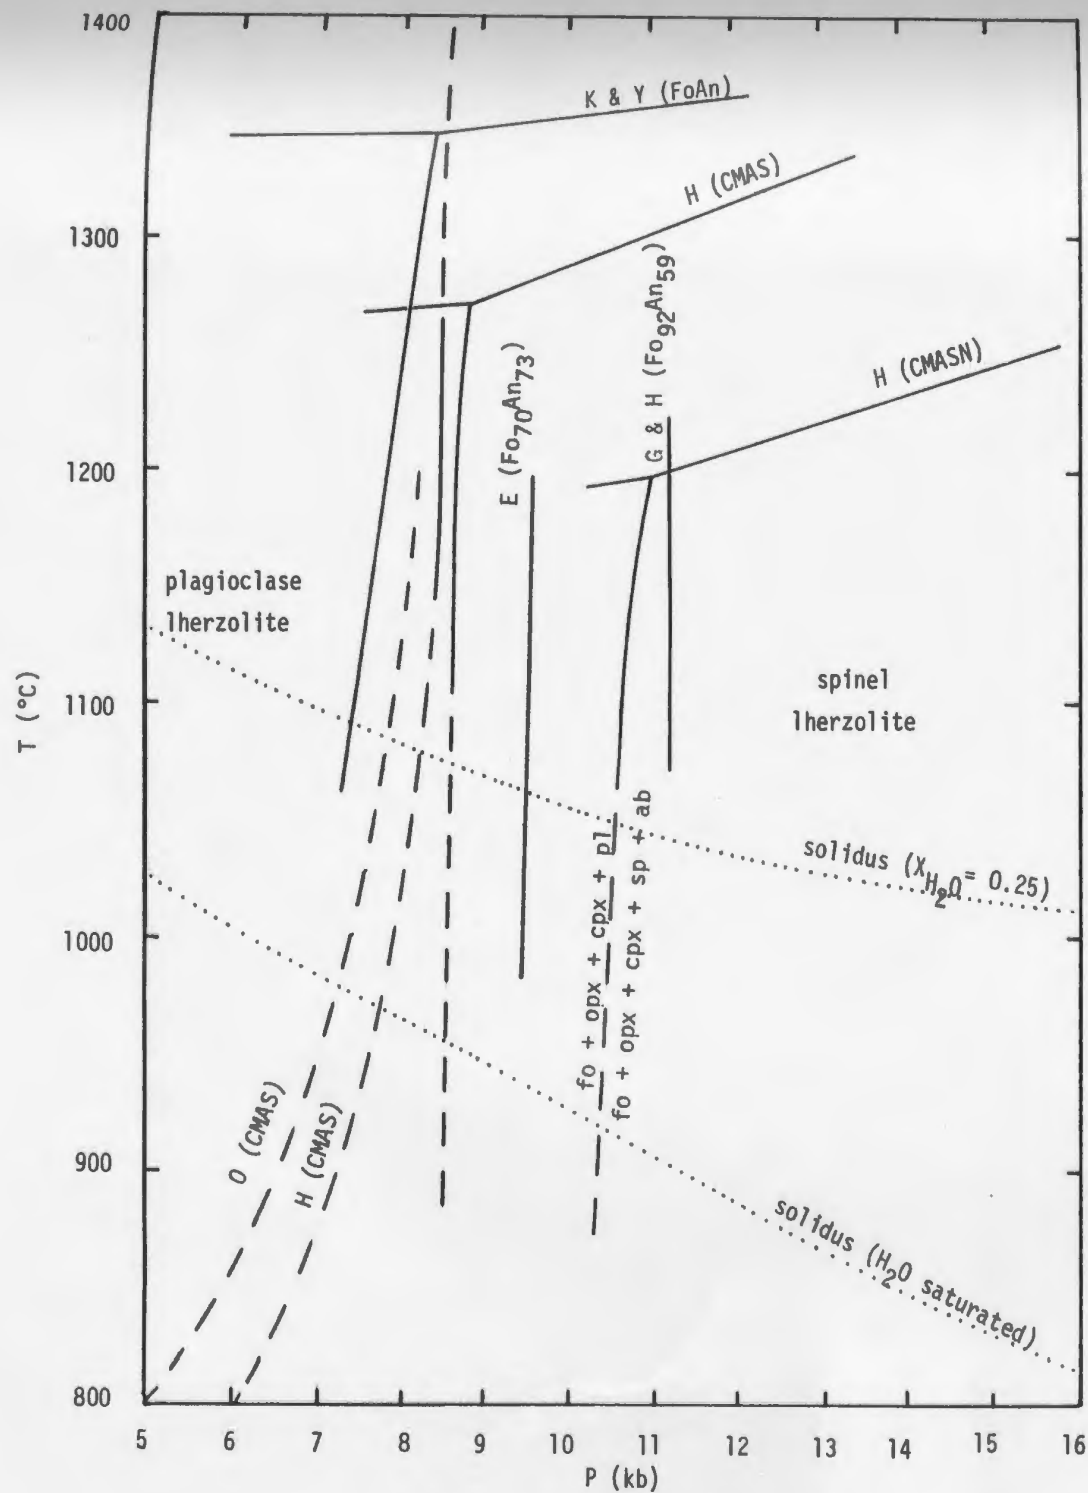 1400
1300
1200
1100
1000
900
800
T (°C)
K & Y (FoAn)
H (CMAS)
E (Fo70An73)
G & H (Fo92An59)
H (CMASN)
plagioclase
lherzolite
spinel
lherzolite
solidus (XH2O = 0.25)
fo + opx + cpx + pl
fo + opx + cpx + sp + ab
O (CMAS)
H (CMAS)
solidus (H2O saturated)
5 6 7 8 9 10 11 12 13 14 15 16
P (kb)